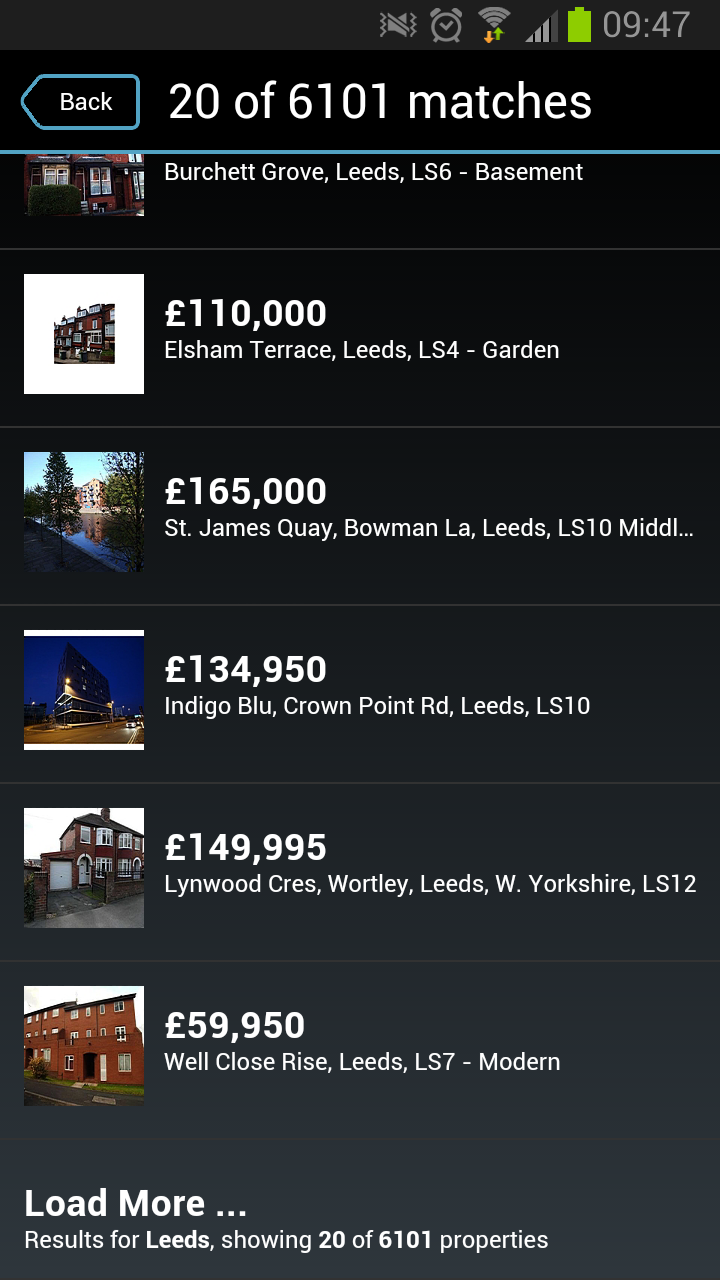 09:47
Back
20 of 6101 matches
Burchett Grove, Leeds, LS6 - Basement
£110,000
Elsham Terrace, Leeds, LS4 - Garden
£165,000
St. James Quay, Bowman La, Leeds, LS10 Middl...
£134,950
Indigo Blu, Crown Point Rd, Leeds, LS10
£149,995
Lynwood Cres, Wortley, Leeds, W. Yorkshire, LS12
£59,950
Well Close Rise, Leeds, LS7 - Modern
Load More ...
Results for Leeds, showing 20 of 6101 properties